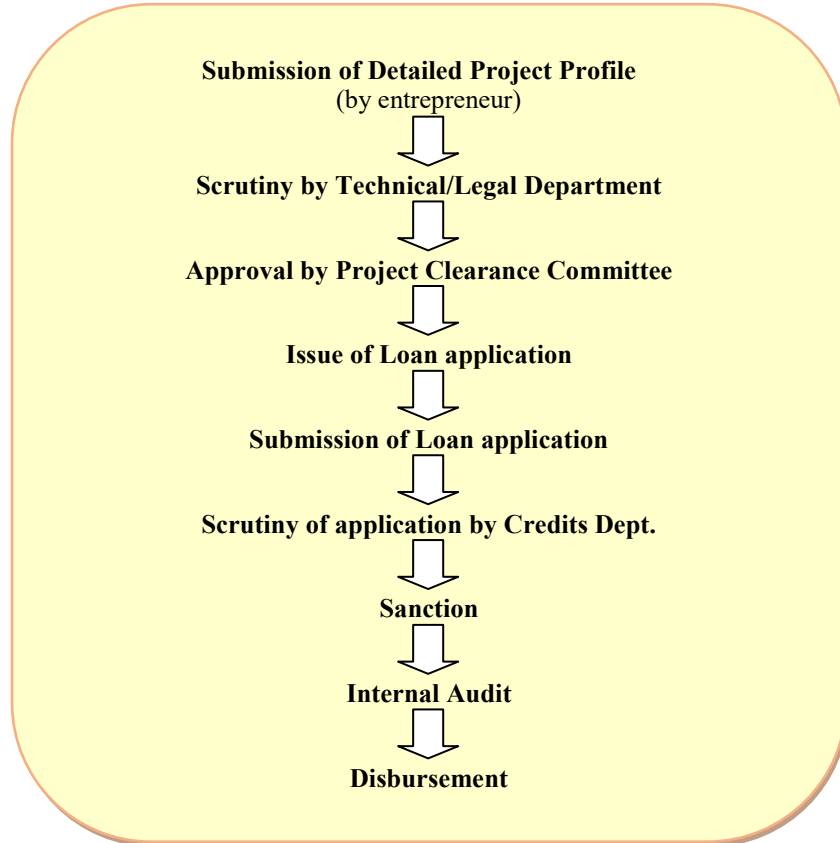 Submission of Detailed Project Profile
(by entrepreneur)
Scrutiny by Technical/Legal Department
Approval by Project Clearance Committee
Issue of Loan application
Submission of Loan application
Scrutiny of application by Credits Dept.
Sanction
Internal Audit
Disbursement